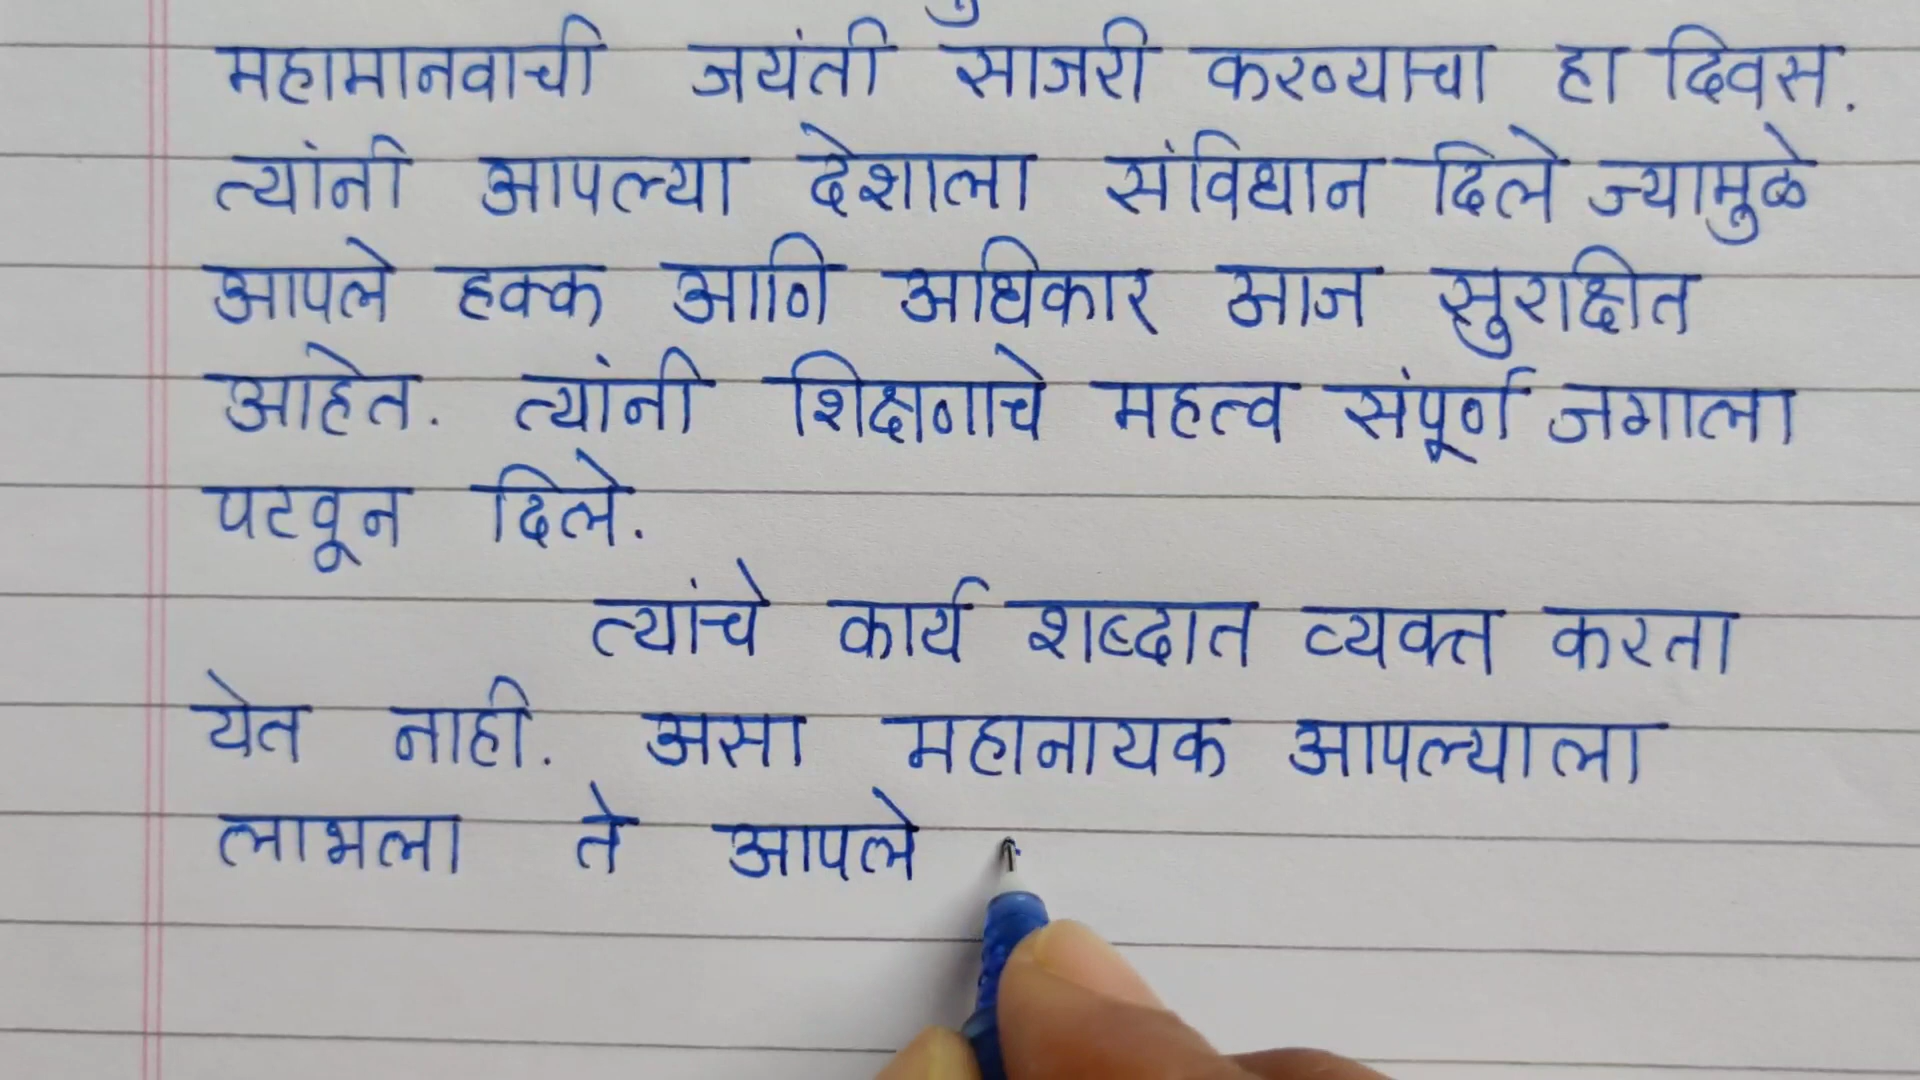 महामानवाची जयंती साजरी करण्याचा हा दिवस.
त्यांनी आपल्या देशाला संविधान दिले ज्यामुळे
आपले हक्क आणि अधिकार आज सुरक्षित
आहेत. त्यांनी शिक्षणाचे महत्व संपूर्ण जगाला
पटवून दिले.
त्यांचे कार्य शब्दात व्यक्त करता
येत नाही. असा महानायक आपल्याला
लाभला ते आपले